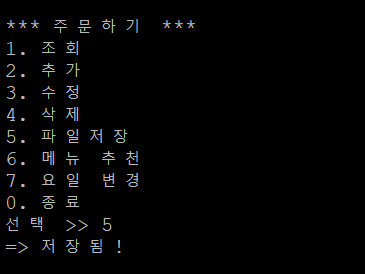 *** 주문하기 ***
1. 조회
2. 추가
3. 수정
4. 삭제
5. 파일저장
6. 메뉴 추천
7. 요일 변경
0. 종료
선택 >> 5
=> 저장됨!